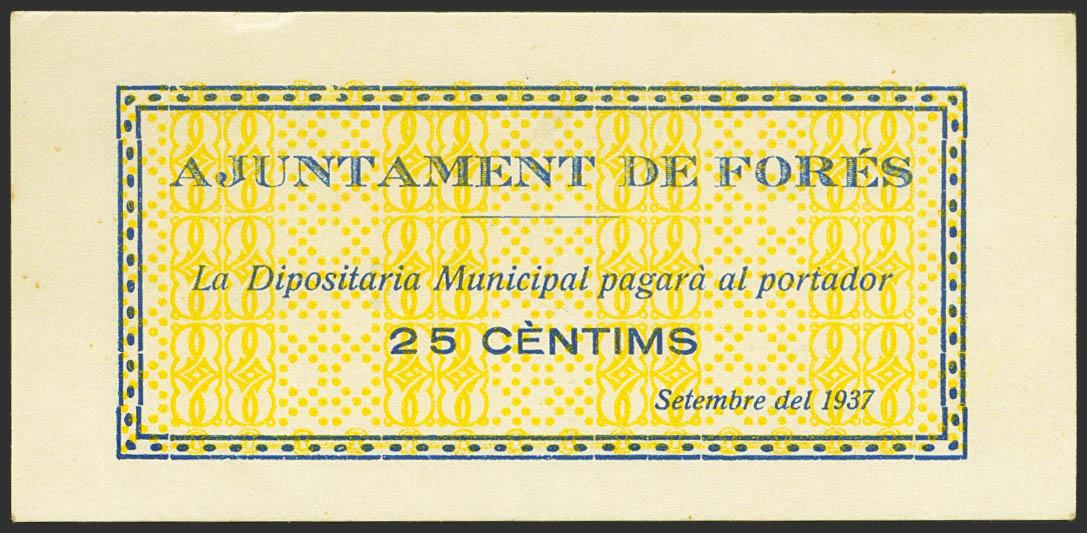 AJUNTAMENT DE FORÉS
La Dipositaria Municipal pagarà al portador
25 CÈNTIMS
Setembre del 1937